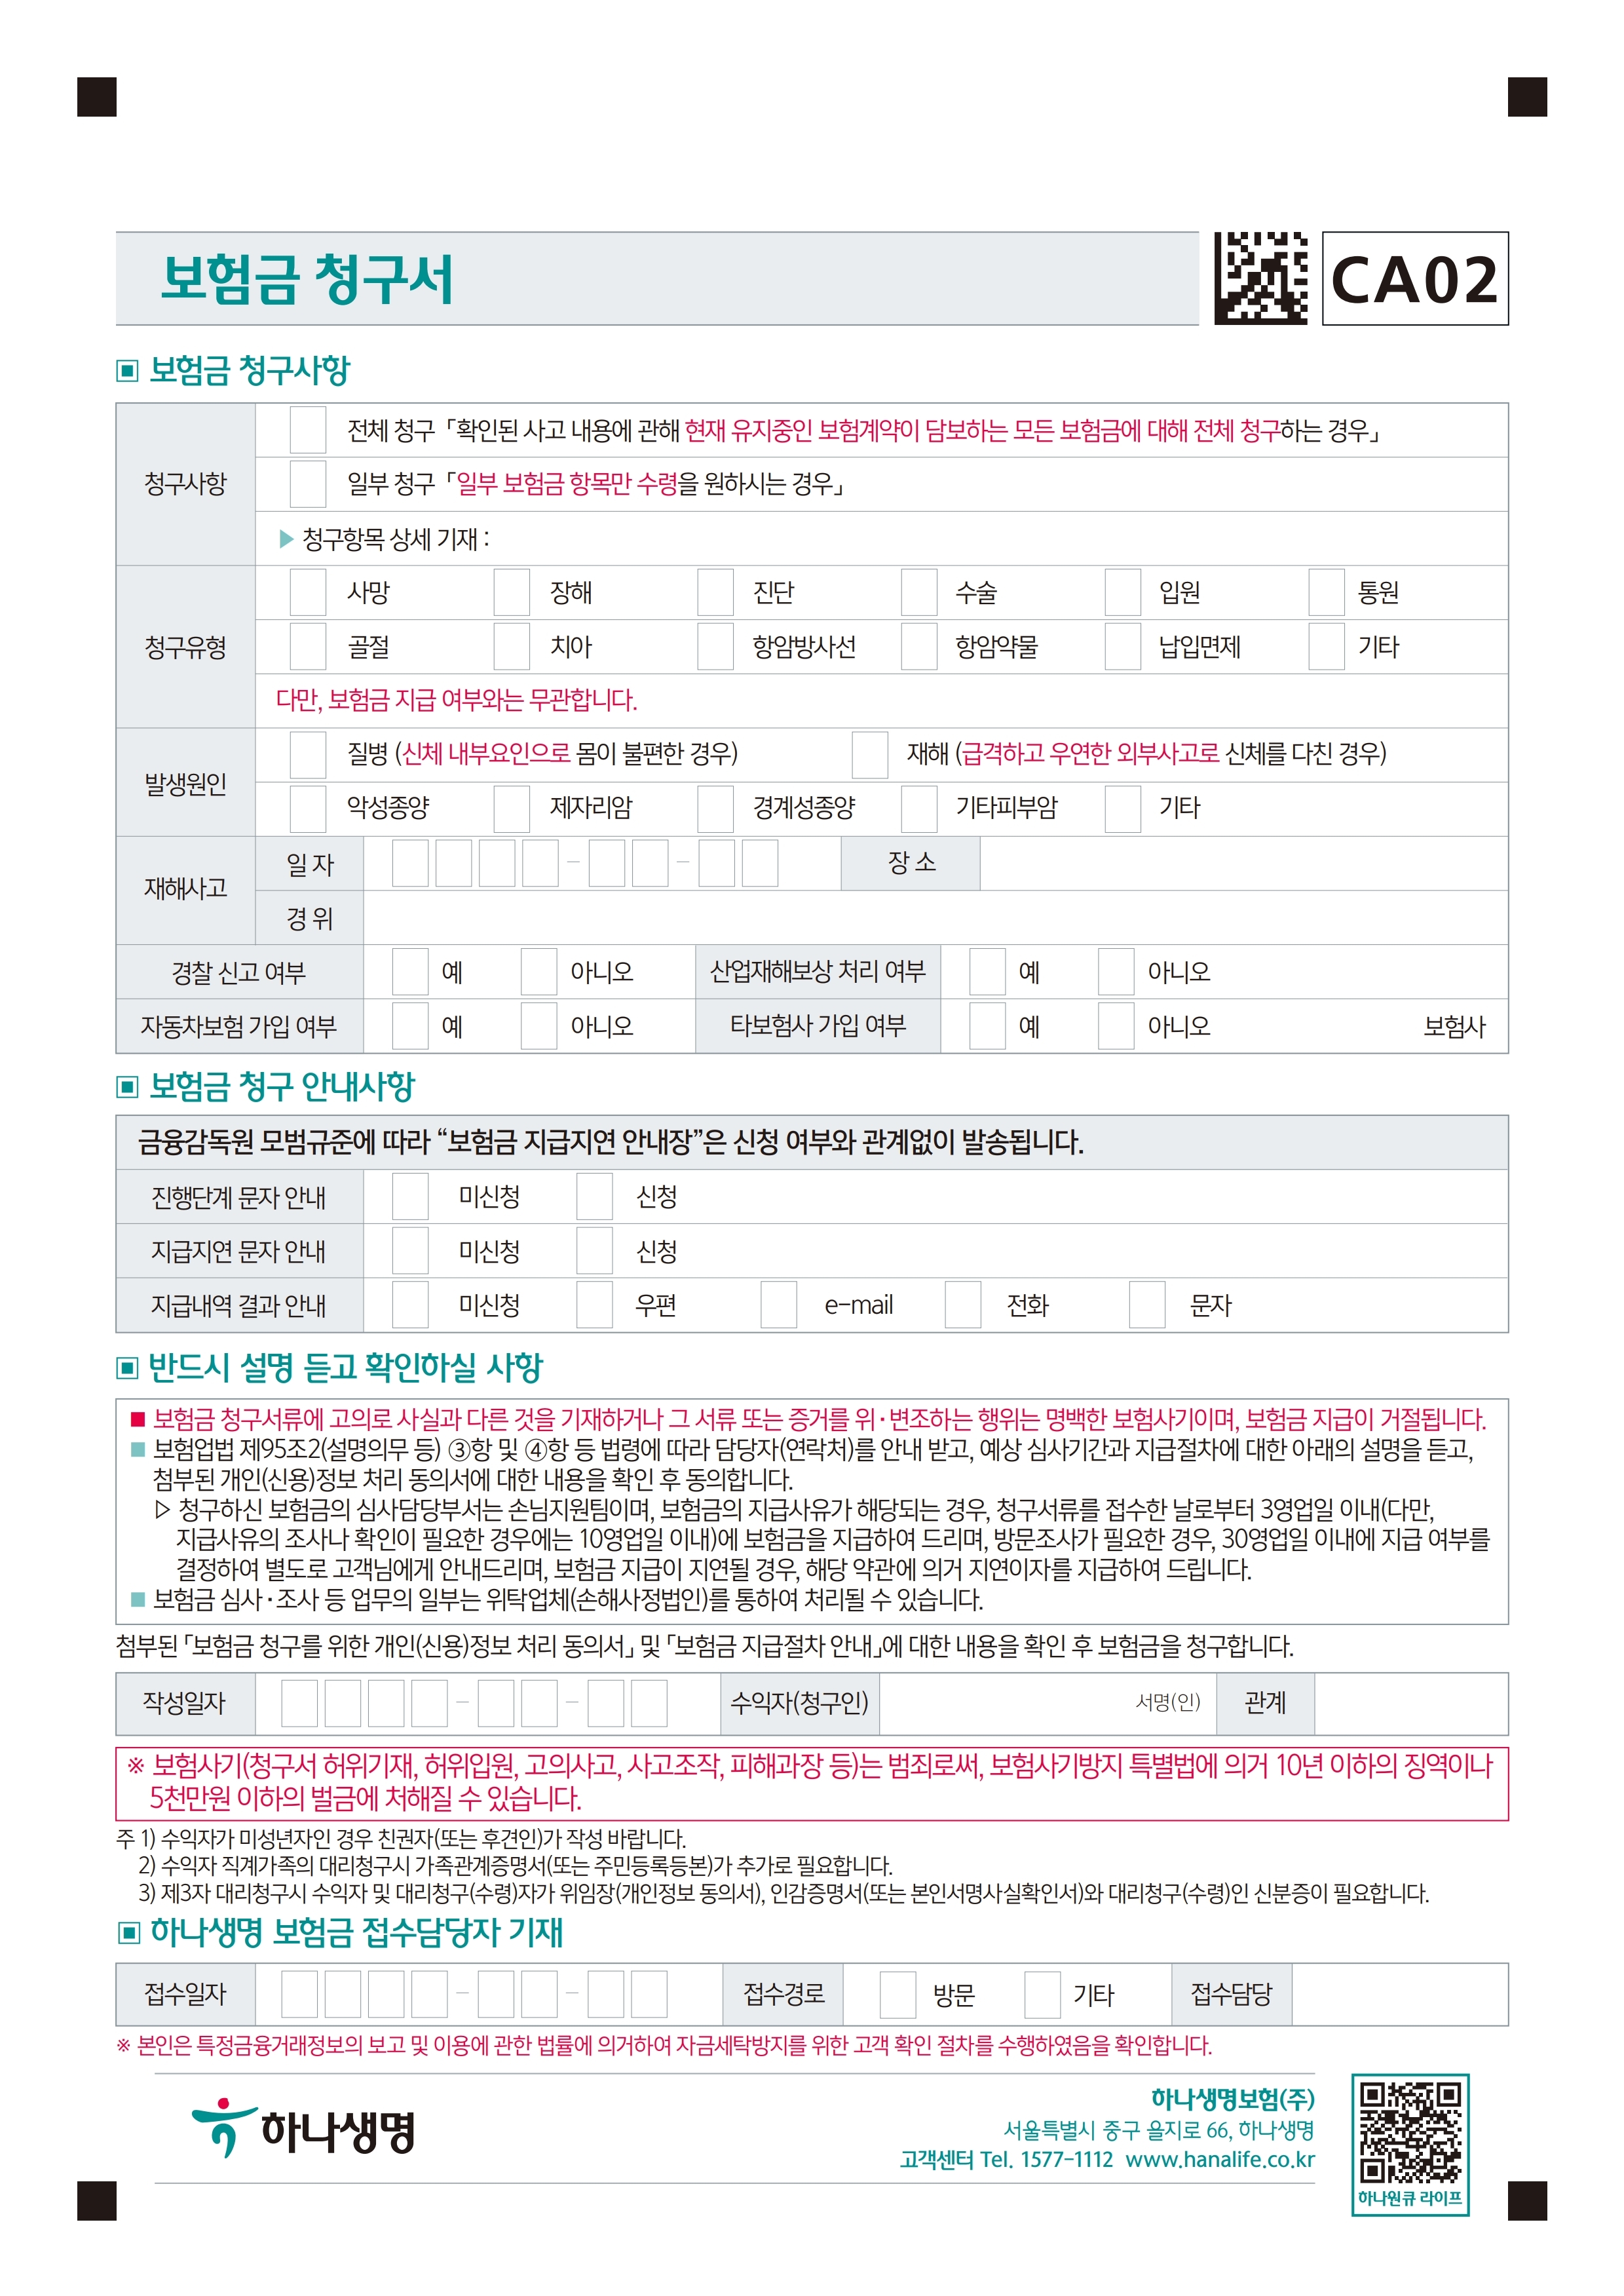 보험금 청구서
CA02
보험금 청구사항
청구사항
전체 청구 「확인된 사고 내용에 관해 현재 유지중인 보험계약이 담보하는 모든 보험금에 대해 전체 청구하는 경우」
일부 청구 「일부 보험금 항목만 수령을 원하시는 경우」
▶ 청구항목 상세 기재 :
청구유형
사망 장해 진단 수술 입원 통원
골절 치아 항암방사선 항암약물 납입면제 기타
다만, 보험금 지급 여부와는 무관합니다.
발생원인
질병 (신체 내부요인으로 몸이 불편한 경우) 재해 (급격하고 우연한 외부사고로 신체를 다친 경우)
악성종양 제자리암 경계성종양 기타피부암 기타
재해사고
일 자 – – 장 소
경 위
경찰 신고 여부 예 아니오 산업재해보상 처리 여부 예 아니오
자동차보험 가입 여부 예 아니오 타보험사 가입 여부 예 아니오 보험사
보험금 청구 안내사항
금융감독원 모범규준에 따라 “보험금 지급지연 안내장”은 신청 여부와 관계없이 발송됩니다.
진행단계 문자 안내 미신청 신청
지급지연 문자 안내 미신청 신청
지급내역 결과 안내 미신청 우편 e-mail 전화 문자
반드시 설명 듣고 확인하실 사항
■ 보험금 청구서류에 고의로 사실과 다른 것을 기재하거나 그 서류 또는 증거를 위·변조하는 행위는 명백한 보험사기이며, 보험금 지급이 거절됩니다.
■ 보험업법 제95조2(설명의무 등) ③항 및 ④항 등 법령에 따라 담당자(연락처)를 안내 받고, 예상 심사기간과 지급절차에 대한 아래의 설명을 듣고,
첨부된 개인(신용)정보 처리 동의서에 대한 내용을 확인 후 동의합니다.
▷ 청구하신 보험금의 심사담당부서는 손님지원팀이며, 보험금의 지급사유가 해당되는 경우, 청구서류를 접수한 날로부터 3영업일 이내(다만,
지급사유의 조사나 확인이 필요한 경우에는 10영업일 이내)에 보험금을 지급하여 드리며, 방문조사가 필요한 경우, 30영업일 이내에 지급 여부를
결정하여 별도로 고객님에게 안내드리며, 보험금 지급이 지연될 경우, 해당 약관에 의거 지연이자를 지급하여 드립니다.
■ 보험금 심사·조사 등 업무의 일부는 위탁업체(손해사정법인)를 통하여 처리될 수 있습니다.
첨부된 「보험금 청구를 위한 개인(신용)정보 처리 동의서」 및 「보험금 지급절차 안내」에 대한 내용을 확인 후 보험금을 청구합니다.
작성일자 – – 수익자(청구인) 서명(인) 관계
※ 보험사기(청구서 허위기재, 허위입원, 고의사고, 사고조작, 피해과장 등)는 범죄로써, 보험사기방지 특별법에 의거 10년 이하의 징역이나
5천만원 이하의 벌금에 처해질 수 있습니다.
주 1) 수익자가 미성년자인 경우 친권자(또는 후견인)가 작성 바랍니다.
2) 수익자 직계가족의 대리청구시 가족관계증명서(또는 주민등록등본)가 추가로 필요합니다.
3) 제3자 대리청구시 수익자 및 대리청구(수령)자가 위임장(개인정보 동의서), 인감증명서(또는 본인서명사실확인서)와 대리청구(수령)인 신분증이 필요합니다.
하나생명 보험금 접수담당자 기재
접수일자 – – 접수경로 방문 기타 접수담당
※ 본인은 특정금융거래정보의 보고 및 이용에 관한 법률에 의거하여 자금세탁방지를 위한 고객 확인 절차를 수행하였음을 확인합니다.
하나생명
하나생명보험(주)
서울특별시 중구 을지로 66, 하나생명
고객센터 Tel. 1577-1112 www.hanalife.co.kr
하나원큐 라이프